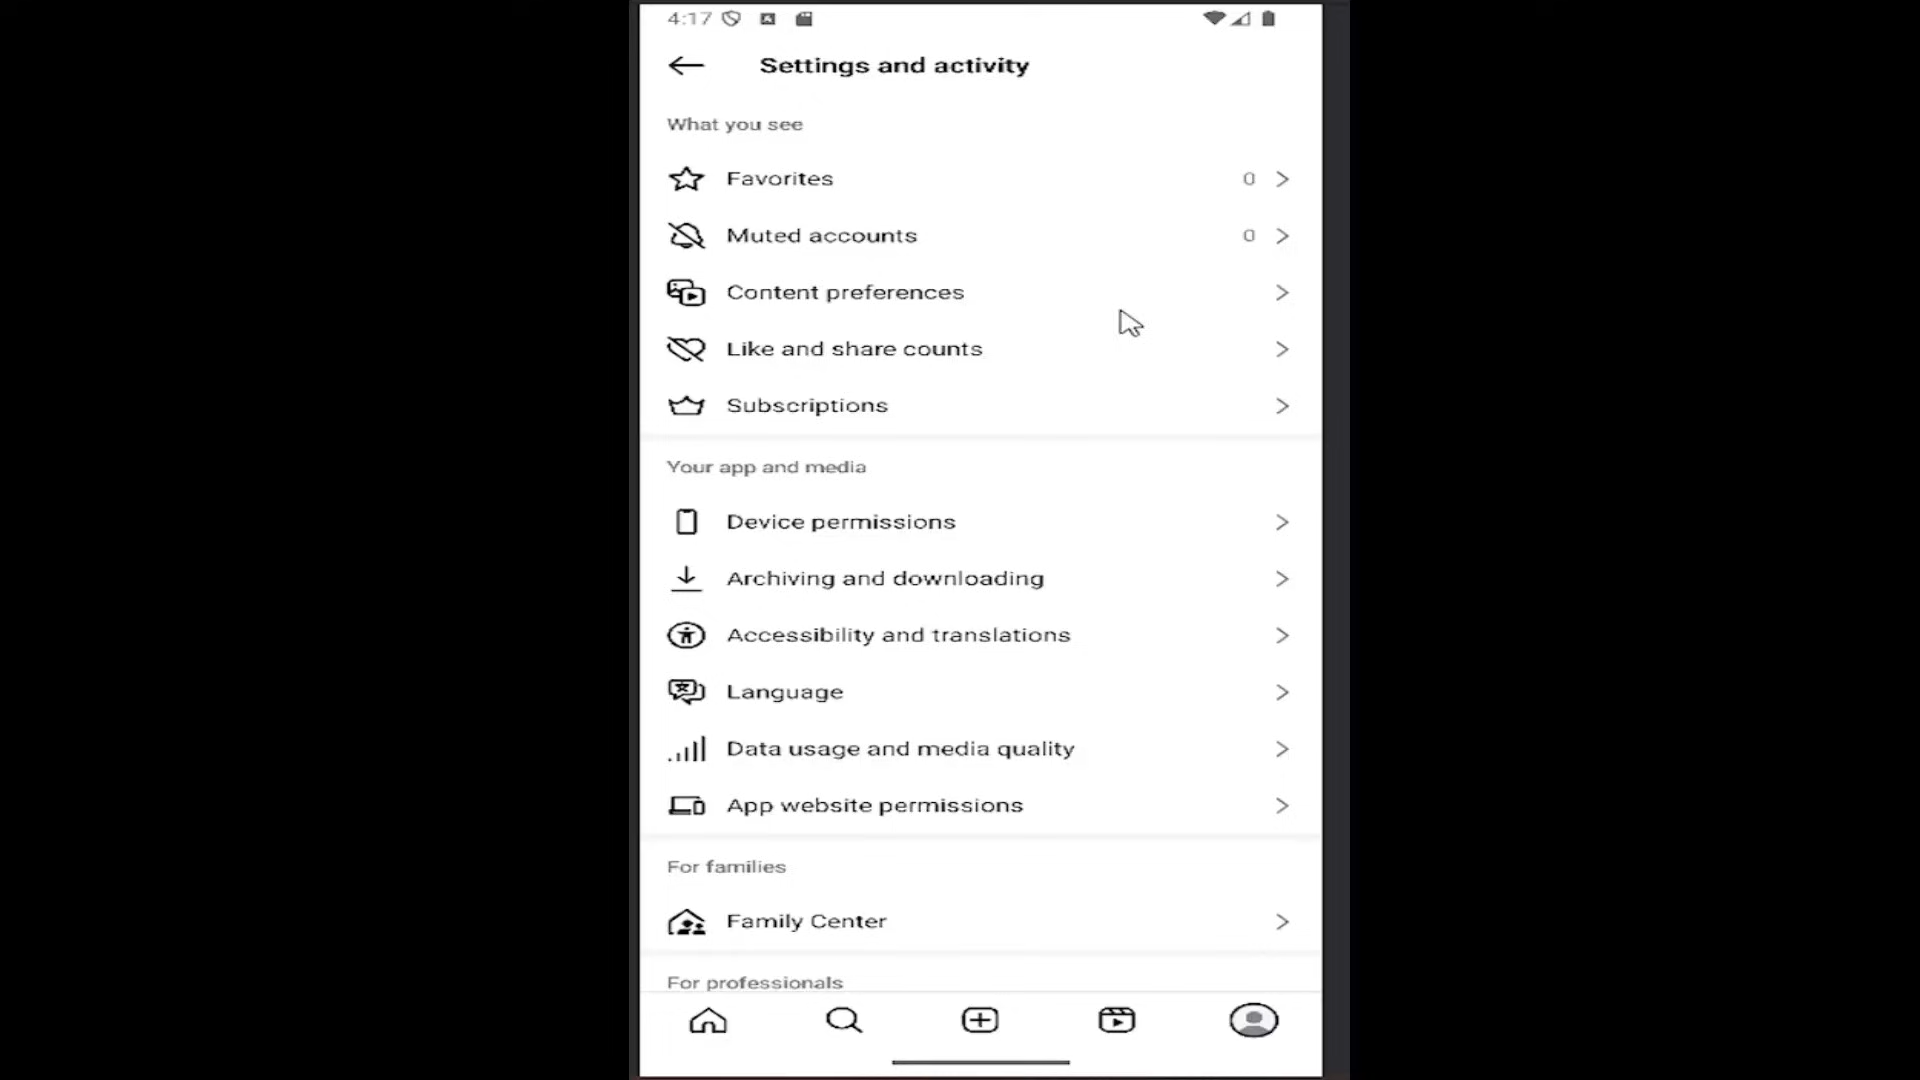 4:17
Settings and activity
What you see
Favorites 0
Muted accounts 0
Content preferences
Like and share counts
Subscriptions
Your app and media
Device permissions
Archiving and downloading
Accessibility and translations
Language
Data usage and media quality
App website permissions
For families
Family Center
For professionals